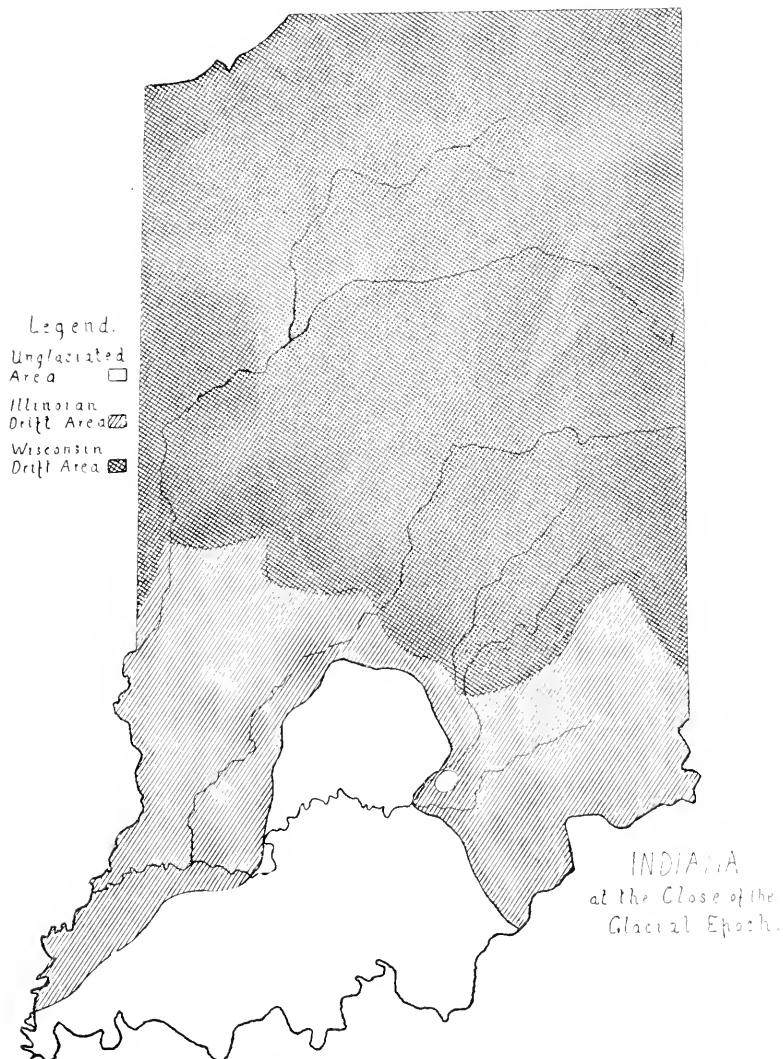 Legend.
Unglaciated
Area
Illinoian
Drift Area
Wisconsin
Drift Area
INDIANA
at the Close of the
Glacial Epoch.